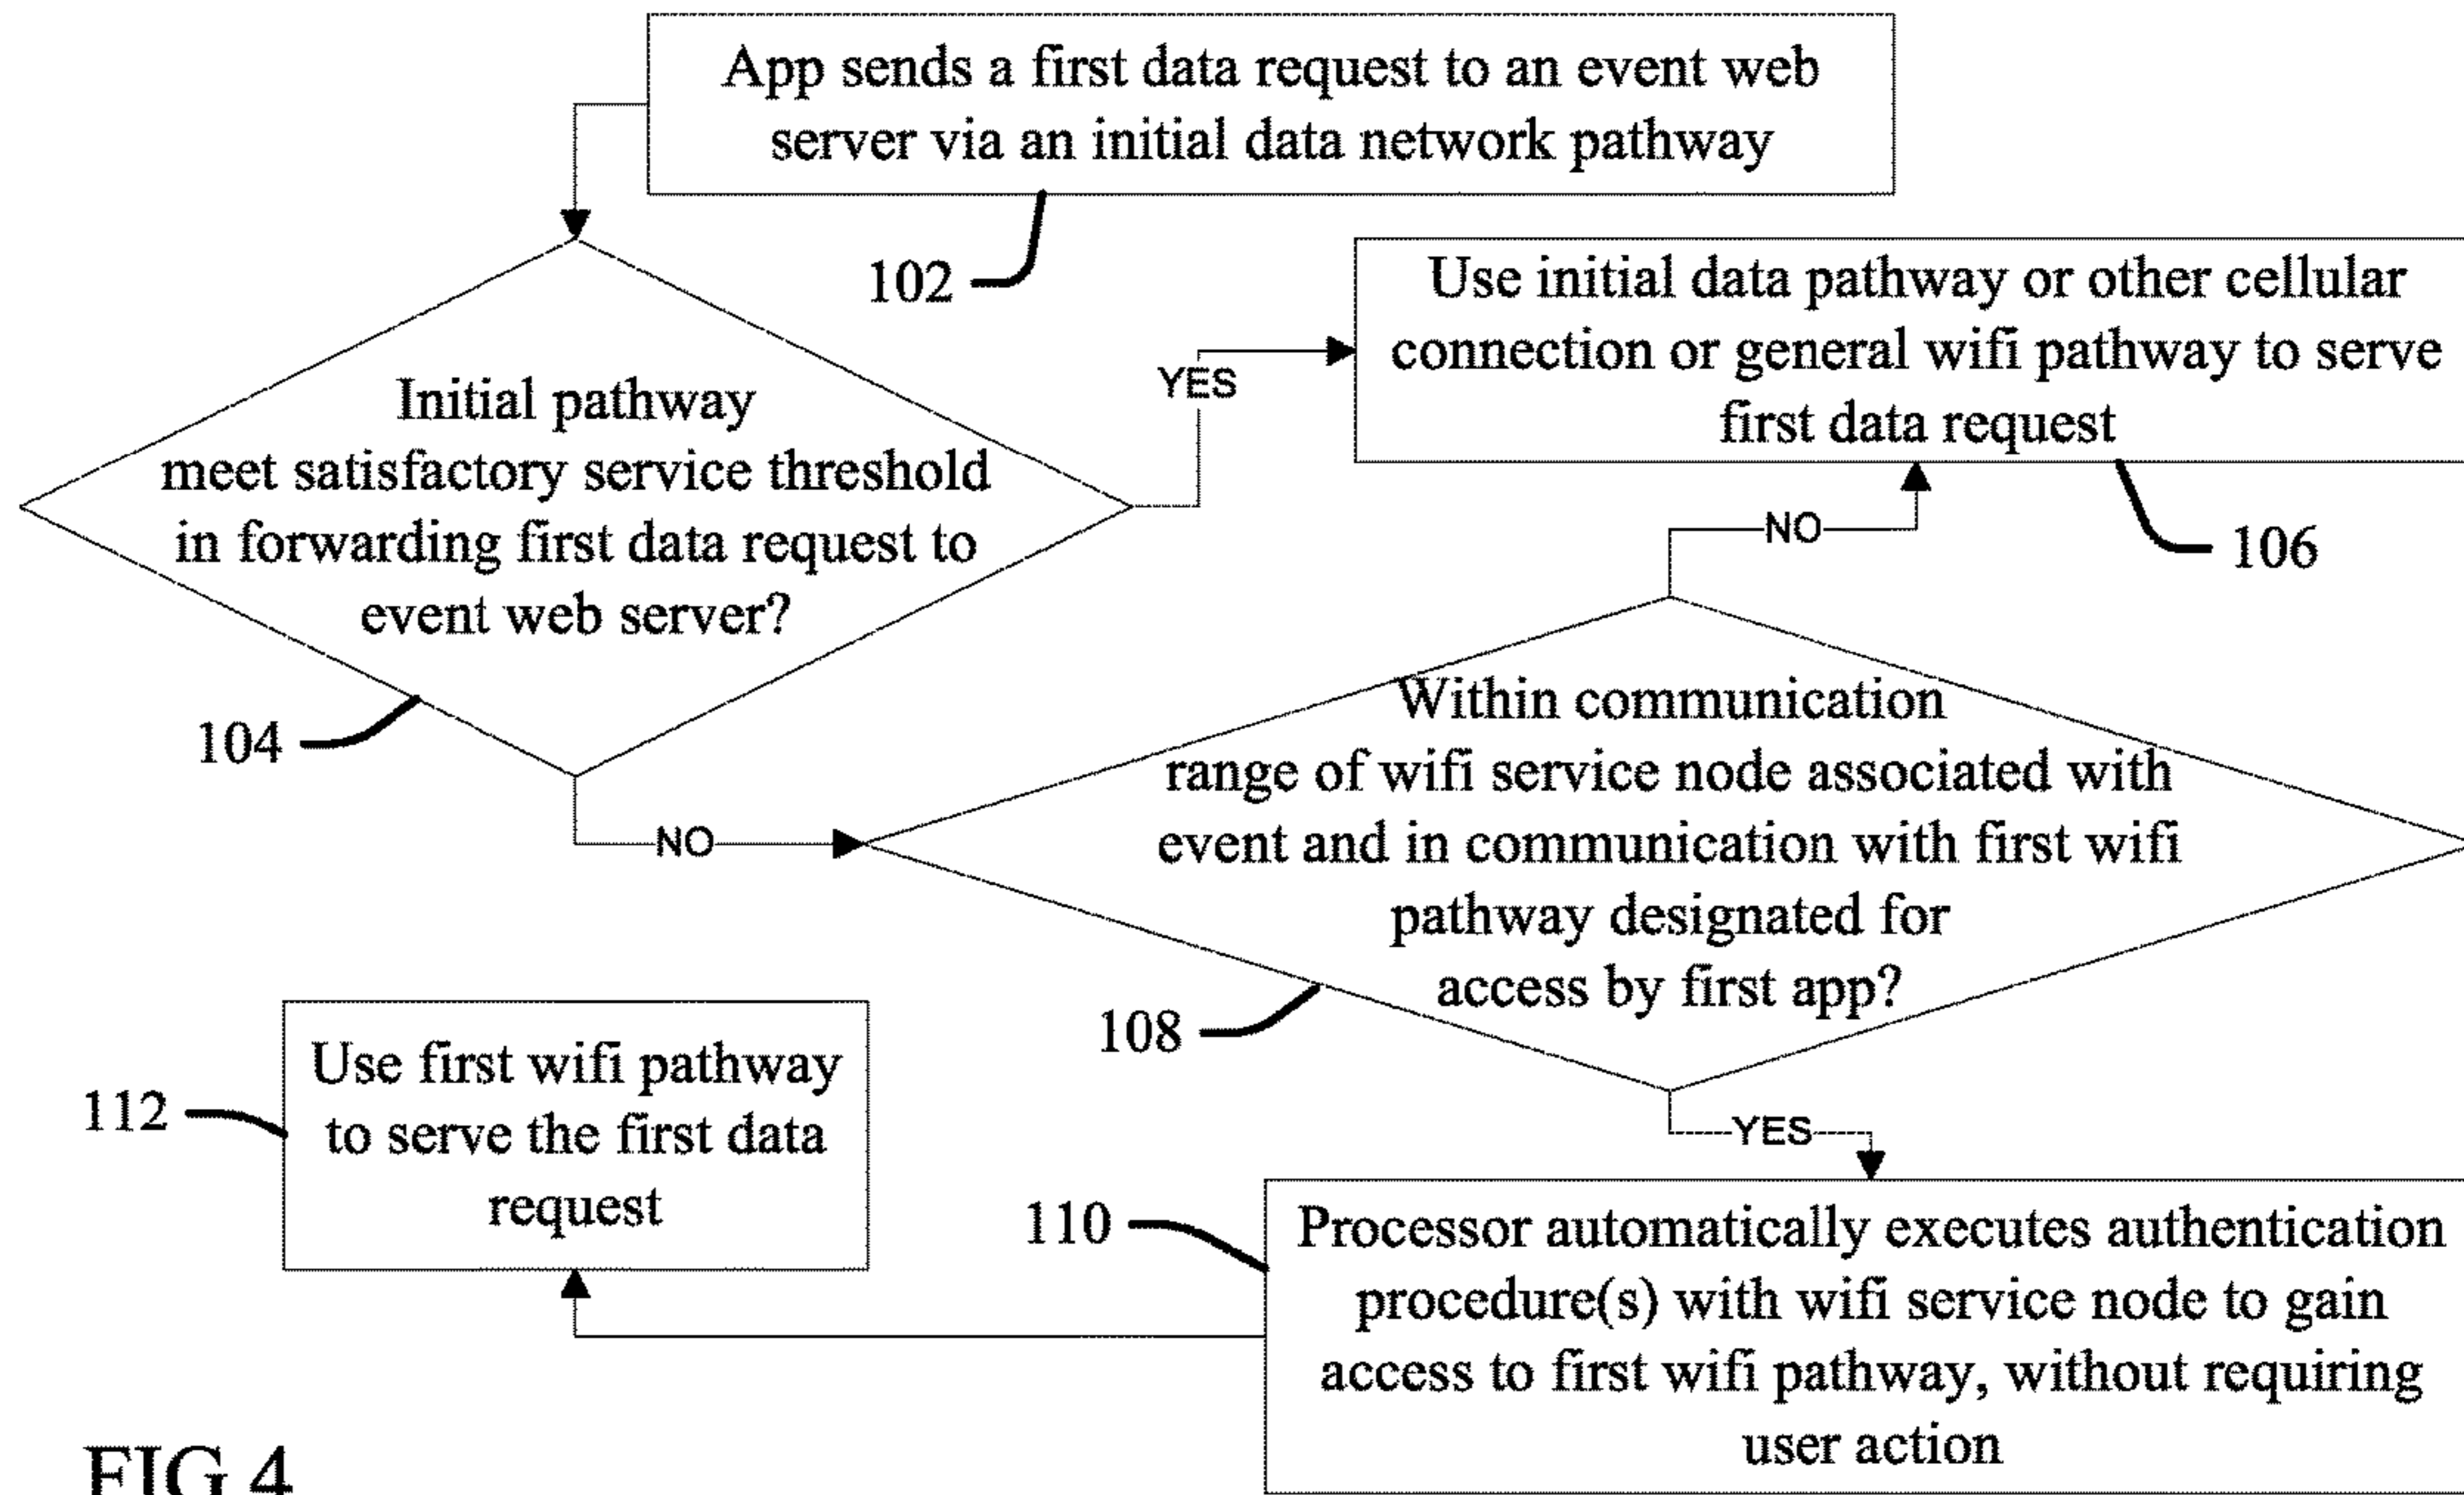 App sends a first data request to an event web
server via an initial data network pathway
102
Use initial data pathway or other cellular
connection or general wifi pathway to serve
first data request
106
YES
Initial pathway
meet satisfactory service threshold
in forwarding first data request to
event web server?
104
NO
NO
Within communication
range of wifi service node associated with
event and in communication with first wifi
pathway designated for
access by first app?
108
YES
Use first wifi pathway
to serve the first data
request
112
110
Processor automatically executes authentication
procedure(s) with wifi service node to gain
access to first wifi pathway, without requiring
user action
FIG 4